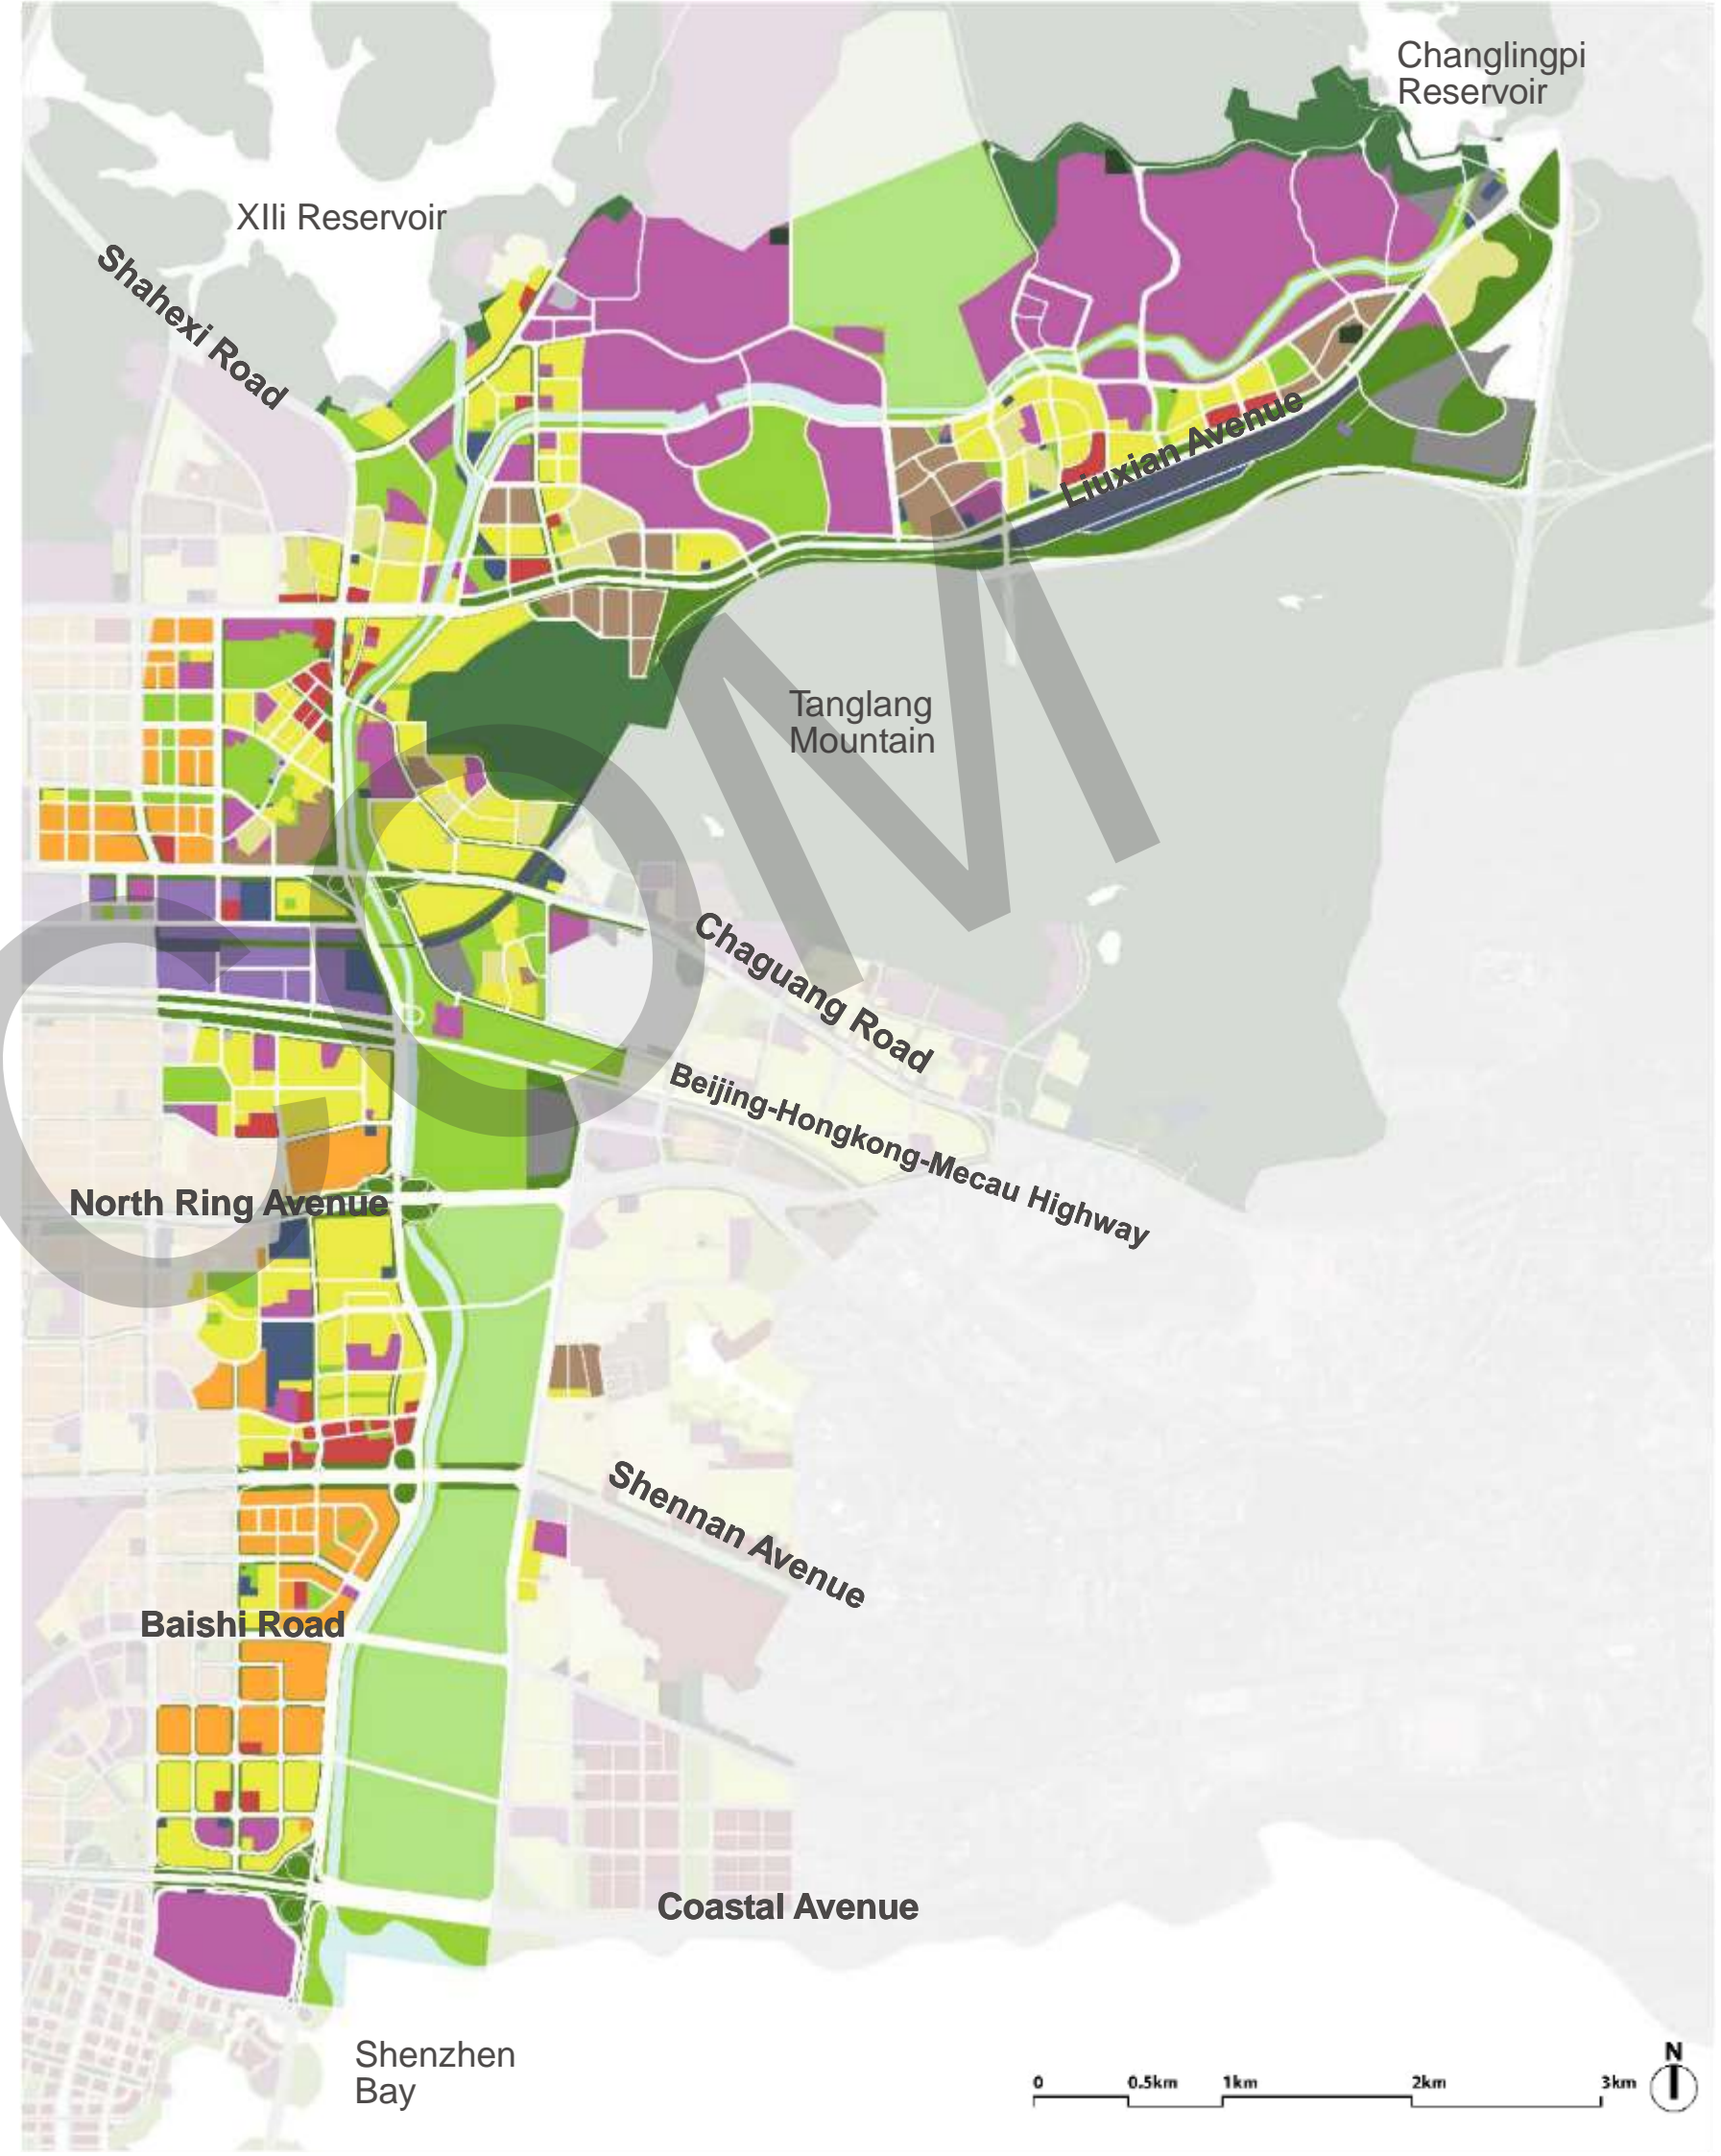 Changlingpi
Reservoir
XIli Reservoir
Shahexi Road
Liuxian Avenue
Tanglang
Mountain
Chaguang Road
Beijing-Hongkong-Mecau Highway
North Ring Avenue
Shennan Avenue
Baishi Road
Coastal Avenue
Shenzhen
Bay
0 0.5km 1km 2km 3km
N
COM